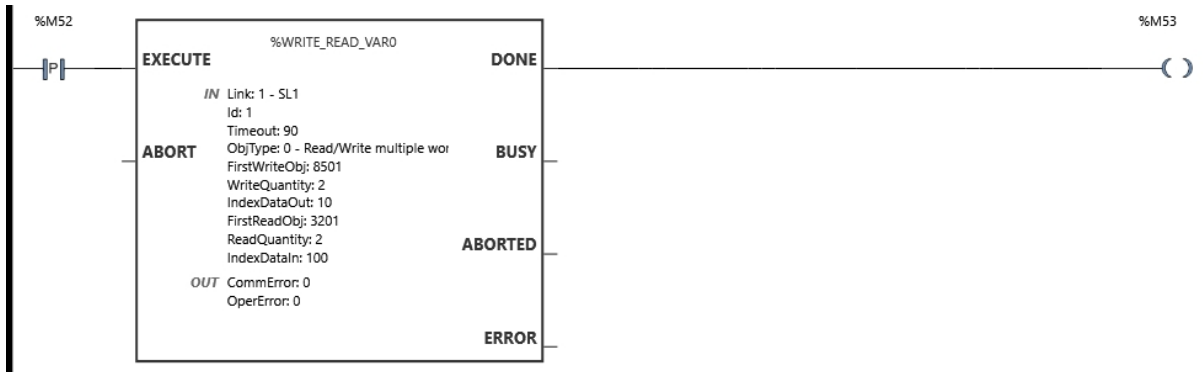 %M52
%M53
P
%WRITE_READ_VAR0
EXECUTE
DONE
IN Link: 1 - SL1
Id: 1
Timeout: 90
ABORT
ObjType: 0 - Read/Write multiple wor
BUSY
FirstWriteObj: 8501
WriteQuantity: 2
IndexDataOut: 10
FirstReadObj: 3201
ReadQuantity: 2
ABORTED
IndexDataIn: 100
OUT CommError: 0
OperError: 0
ERROR